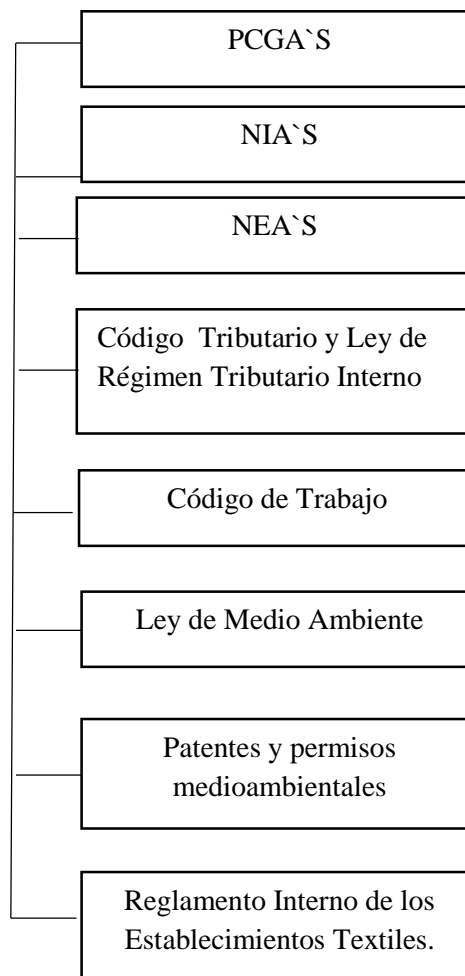 PCGA`S
NIA`S
NEA`S
Código Tributario y Ley de
Régimen Tributario Interno
Código de Trabajo
Ley de Medio Ambiente
Patentes y permisos
medioambientales
Reglamento Interno de los
Establecimientos Textiles.